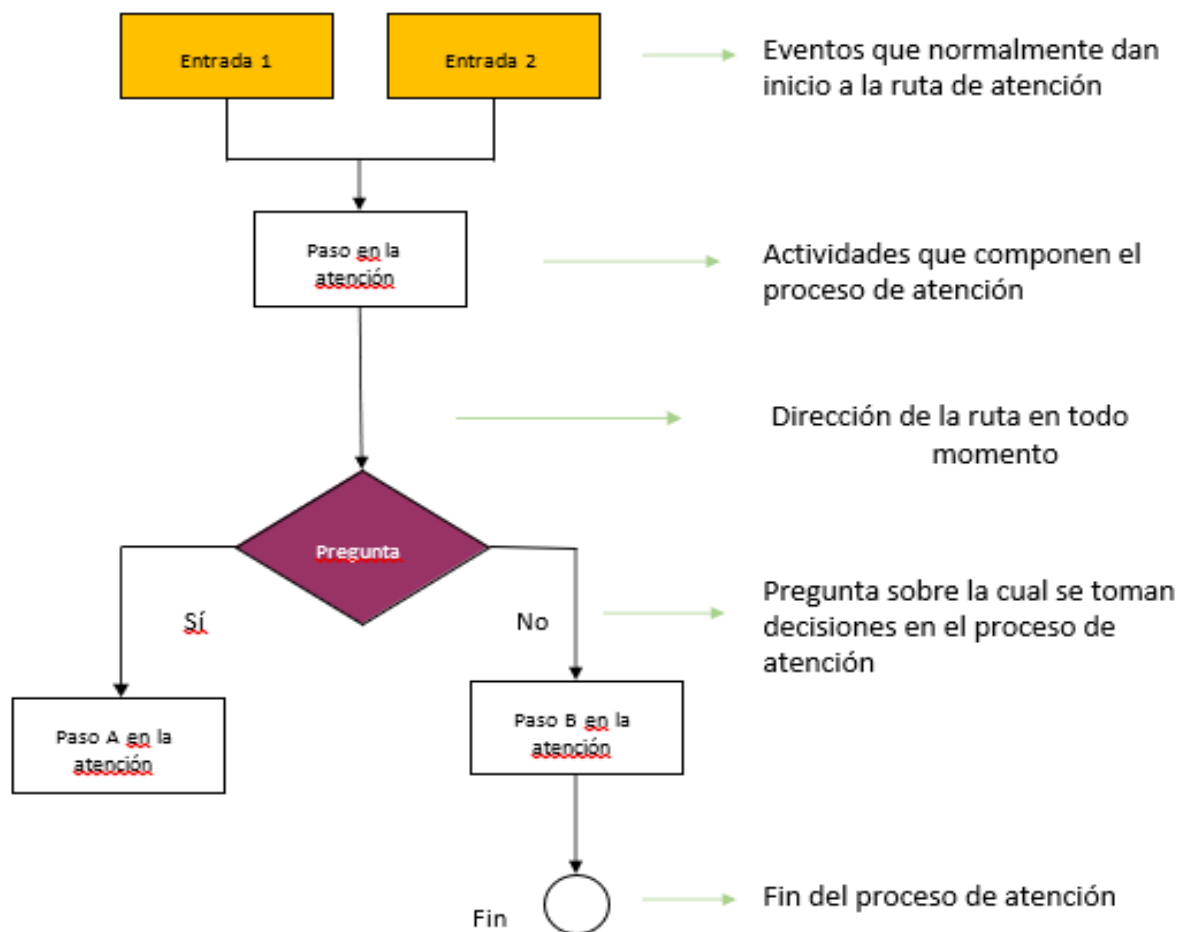 Entrada 1
Entrada 2
Eventos que normalmente dan
inicio a la ruta de atención
Paso en la
atención
Actividades que componen el
proceso de atención
Dirección de la ruta en todo
momento
Pregunta
Sí
No
Pregunta sobre la cual se toman
decisiones en el proceso de
atención
Paso A en la
atención
Paso B en la
atención
Fin
Fin del proceso de atención